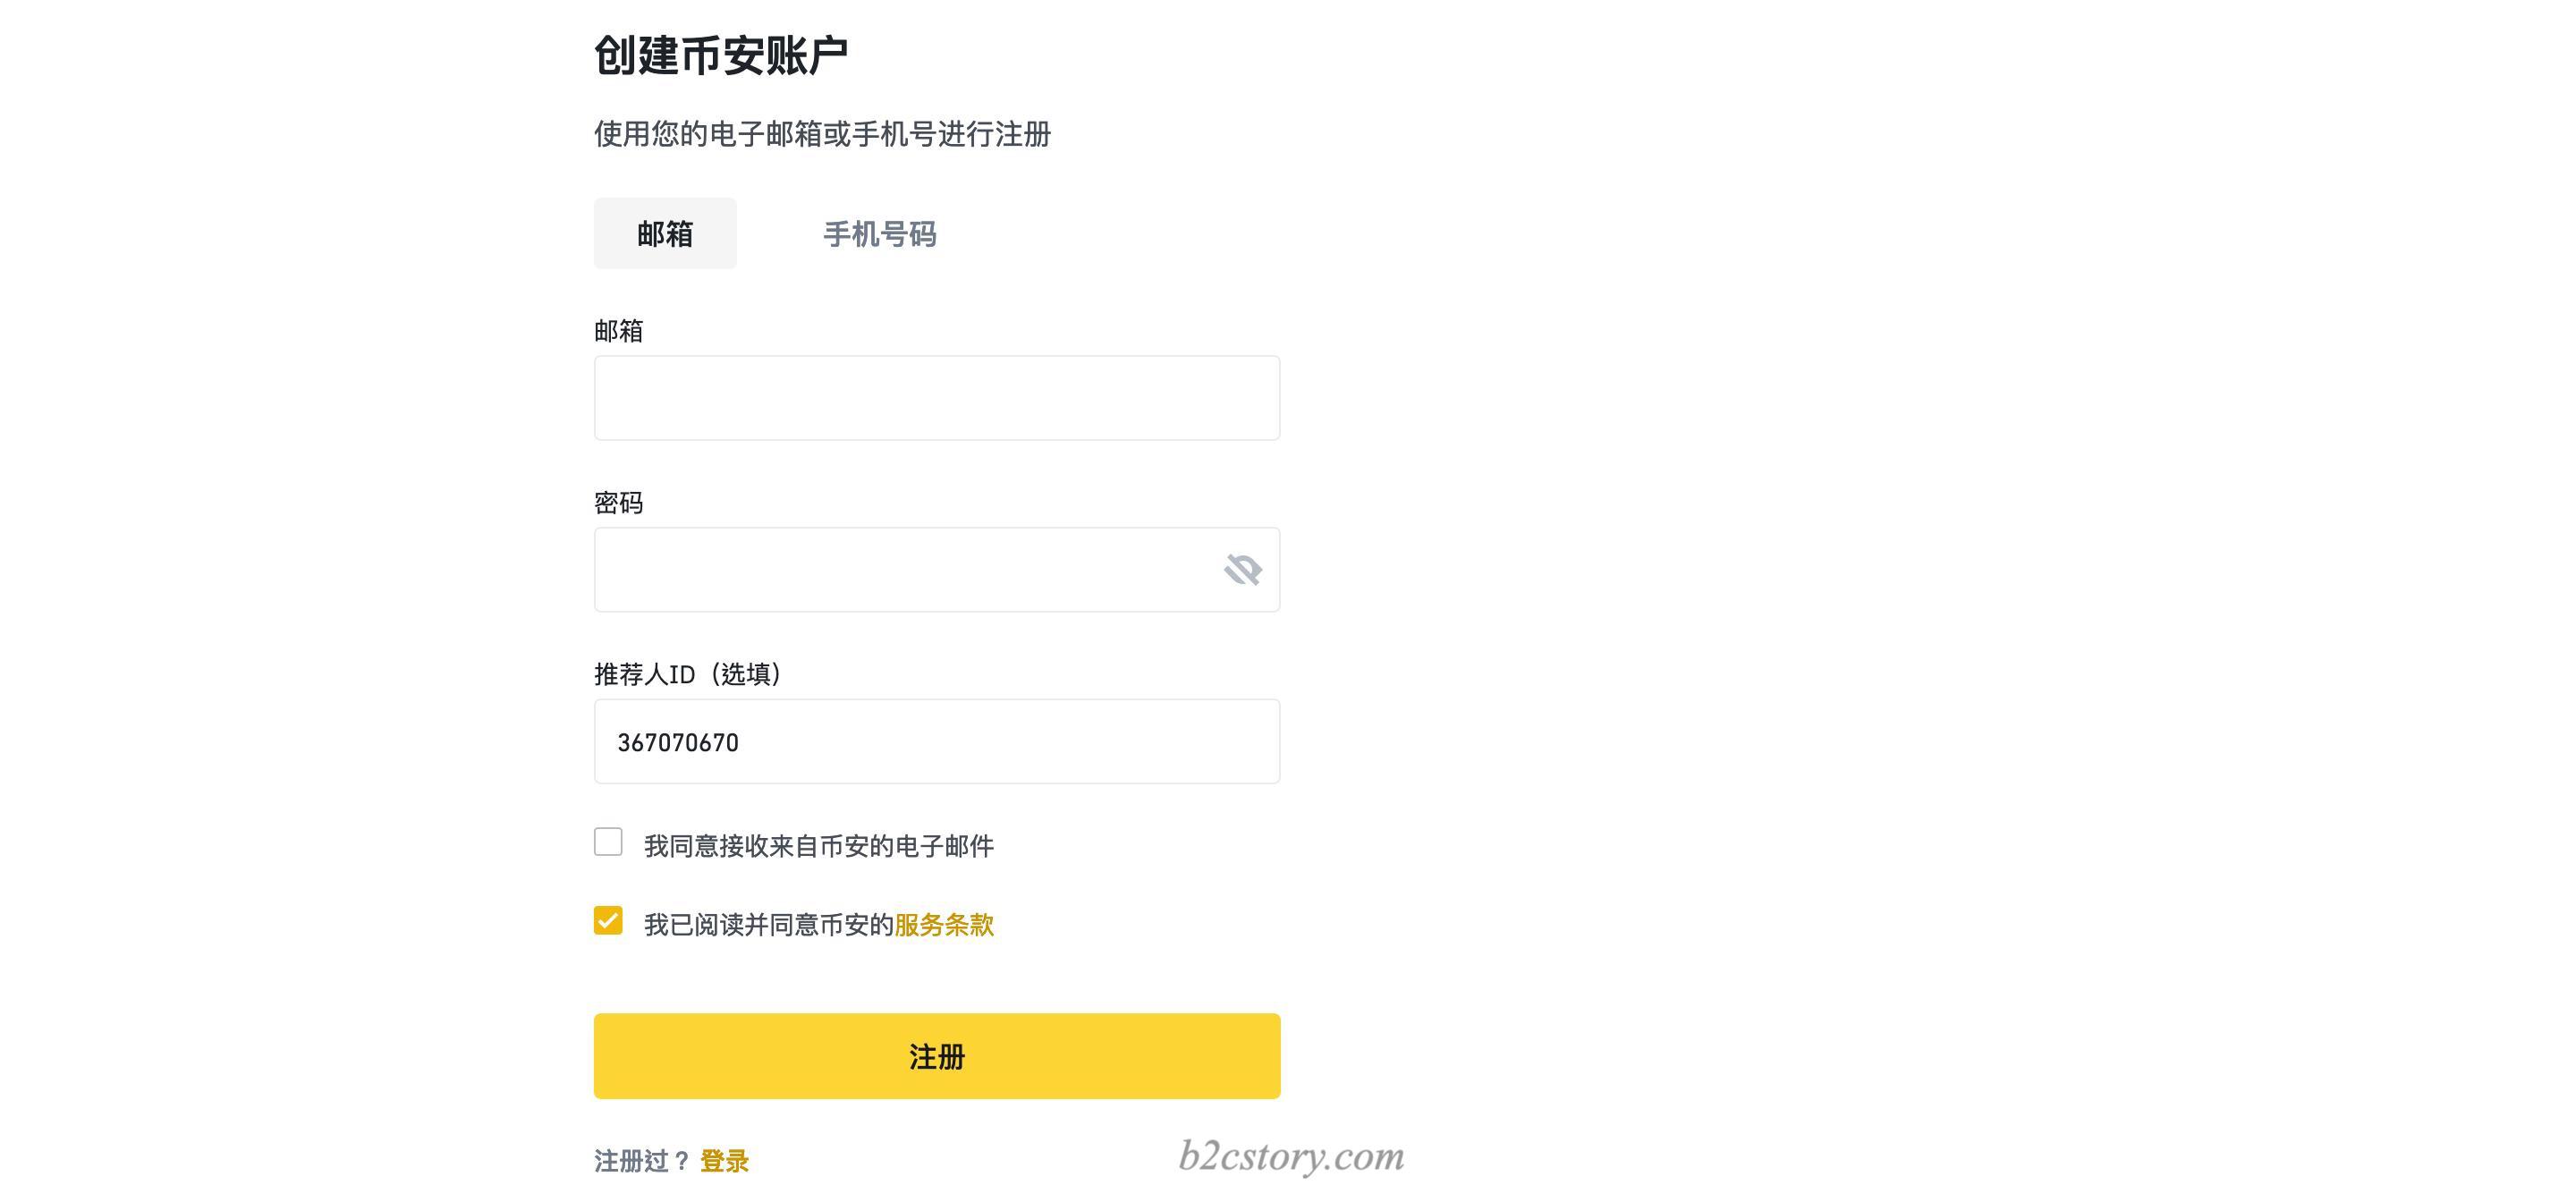 创建币安账户
使用您的电子邮箱或手机号进行注册
邮箱 手机号码
邮箱
密码
推荐人ID（选填）
367070670
我同意接收来自币安的电子邮件
我已阅读并同意币安的服务条款
注册
注册过？ 登录
b2cstory.com